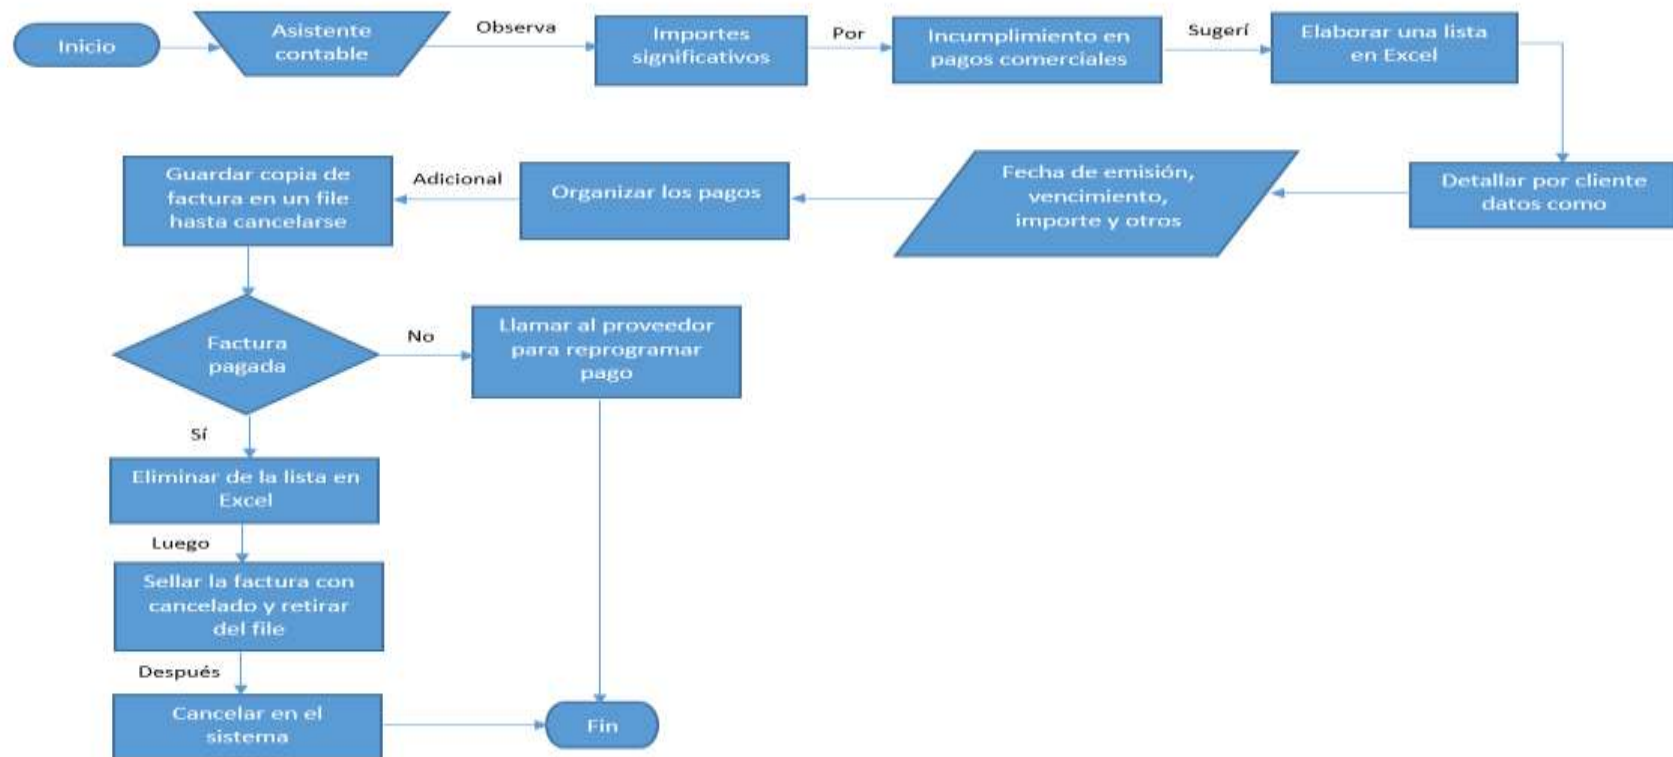 Inicio
Asistente
contable
Observa
Importes
significativos
Por
Incumplimiento en
pagos comerciales
Sugerí
Elaborar una lista
en Excel
Detallar por cliente
datos como
Fecha de emisión,
vencimiento,
importe y otros
Organizar los pagos
Adicional
Guardar copia de
factura en un file
hasta cancelarse
Factura
pagada
No
Llamar al proveedor
para reprogramar
pago
Sí
Eliminar de la lista en
Excel
Luego
Sellar la factura con
cancelado y retirar
del file
Después
Cancelar en el
sistema
Fin